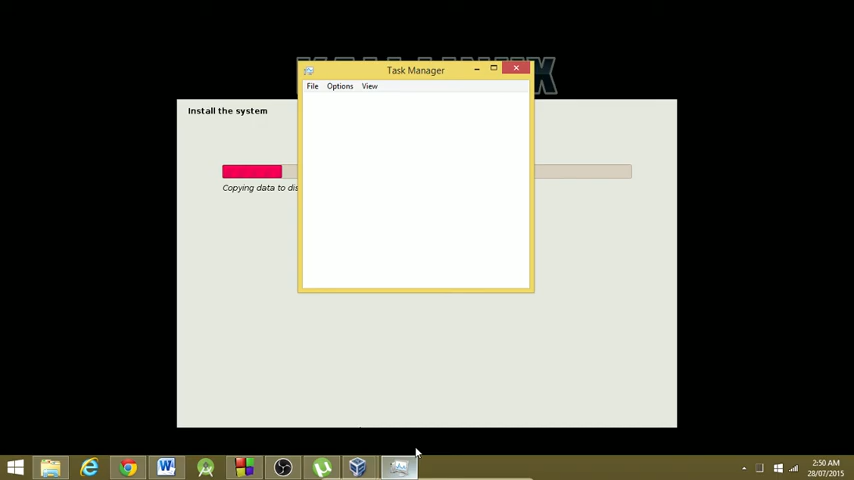 Task Manager
File Options View
Install the system
Copying data to dis
2:50 AM
28/07/2015